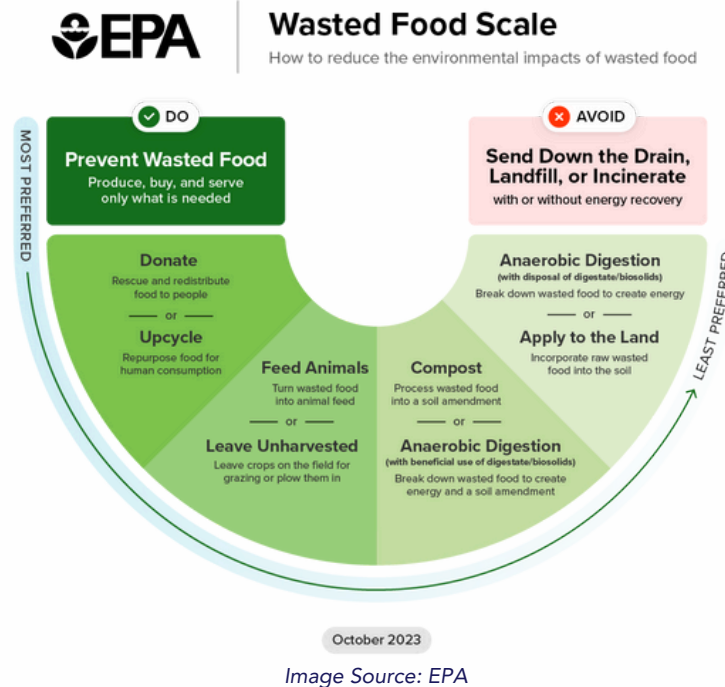 EPA
Wasted Food Scale
How to reduce the environmental impacts of wasted food
DO
MOST PREFERRED
Prevent Wasted Food
Produce, buy, and serve
only what is needed
AVOID
Send Down the Drain,
Landfill, or Incinerate
with or without energy recovery
Donate
Rescue and redistribute
food to people
or
Upcycle
Repurpose food for
human consumption
Feed Animals
Turn wasted food
into animal feed
or
Leave Unharvested
Leave crops on the field for
grazing or plow them in
Compost
Process wasted food
into a soil amendment
or
Anaerobic Digestion
(with beneficial use of digestate/biosolids)
Break down wasted food to create
energy and a soil amendment
Anaerobic Digestion
(with disposal of digestate/biosolids)
Break down wasted food to create energy
or
Apply to the Land
Incorporate raw wasted
food into the soil
LEAST PREFERRED
October 2023
Image Source: EPA